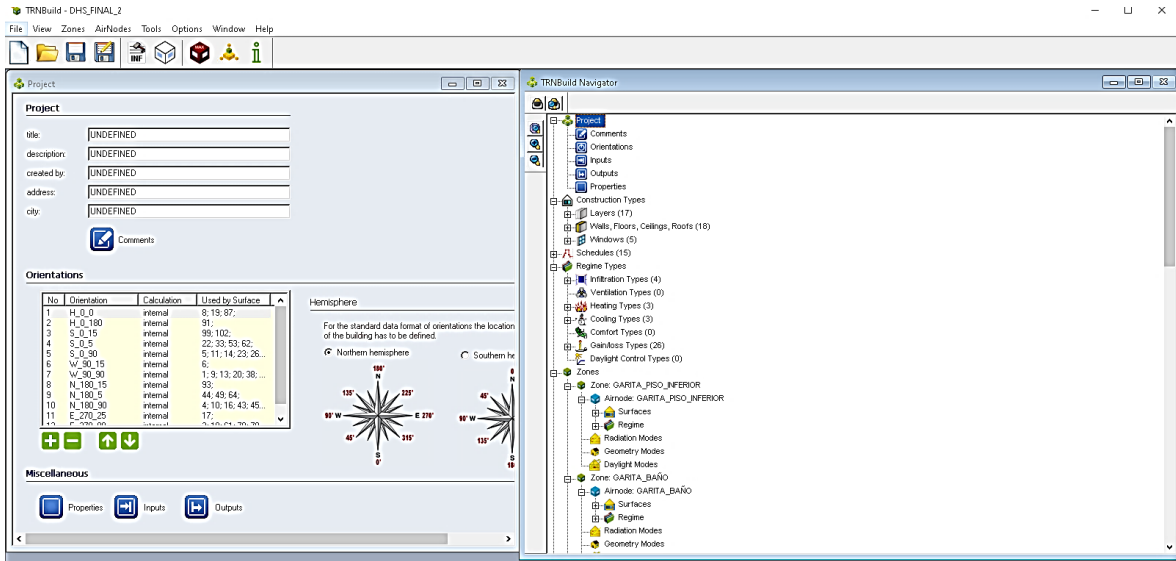 TRNBuild - DHS_FINAL_2
File View Zones AirNodes Tools Options Window Help
INF MAX
Project
Project
title: UNDEFINED
description: UNDEFINED
created by: UNDEFINED
address: UNDEFINED
city: UNDEFINED
Comments
Orientations
No Orientation Calculation Used by Surface
1 H_0_0 internal 8; 19; 87;
2 H_0_180 internal 91;
3 S_0_15 internal 99; 102;
4 S_0_5 internal 22; 33; 53; 62;
5 S_0_90 internal 5; 11; 14; 23; 26...
6 W_90_15 internal 6;
7 W_90_90 internal 1; 9; 13; 20; 38; ...
8 N_180_15 internal 93;
9 N_180_5 internal 44; 49; 64;
10 N_180_90 internal 4; 10; 16; 43; 45...
11 E_270_25 internal 17;
Hemisphere
For the standard data format of orientations the location
of the building has to be defined.
Northern hemisphere
Southern he
180°
N
135° 225°
90° W E 270°
45° 315°
S
0°
0
N
45°
90° W
135°
S
18
Miscellaneous
Properties Inputs Outputs
TRNBuild Navigator
Project
Comments
Orientations
Inputs
Outputs
Properties
Construction Types
Layers (17)
Walls, Floors, Ceilings, Roofs (18)
Windows (5)
Schedules (15)
Regime Types
Infiltration Types (4)
Ventilation Types (0)
Heating Types (3)
Cooling Types (3)
Comfort Types (0)
Gain/loss Types (26)
Daylight Control Types (0)
Zones
Zone: GARITA_PISO_INFERIOR
Airnode: GARITA_PISO_INFERIOR
Surfaces
Regime
Radiation Modes
Geometry Modes
Daylight Modes
Zone: GARITA_BAÑO
Airnode: GARITA_BAÑO
Surfaces
Regime
Radiation Modes
Geometry Modes